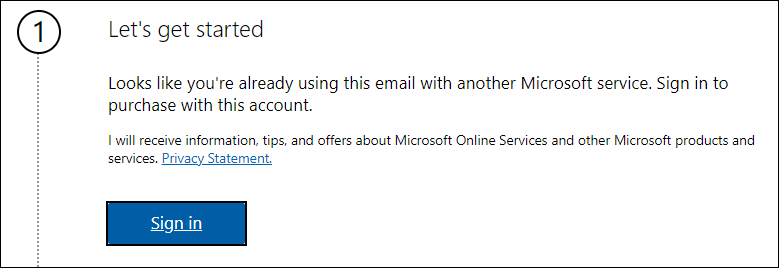 1
Let's get started
Looks like you're already using this email with another Microsoft service. Sign in to
purchase with this account.
I will receive information, tips, and offers about Microsoft Online Services and other Microsoft products and
services. Privacy Statement.
Sign in